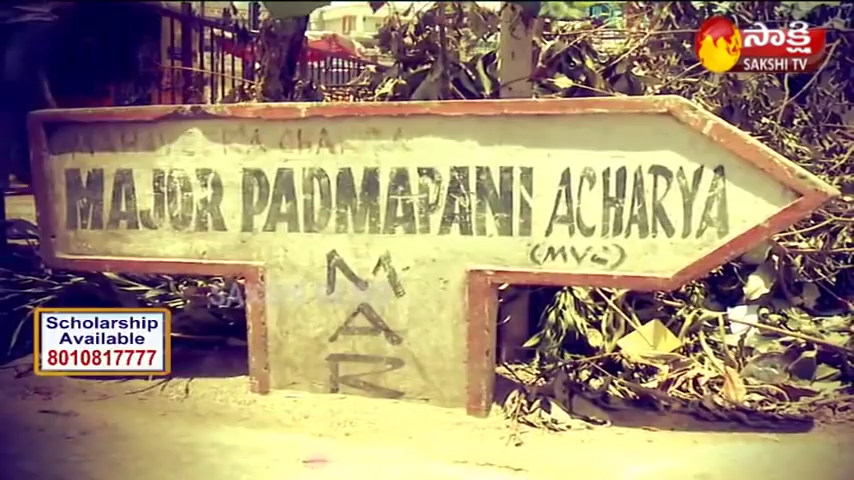 సాక్షి
SAKSHI TV
MAJOR PADMAPANI ACHARYA
(MVC)
MAR
Scholarship
Available
8010817777